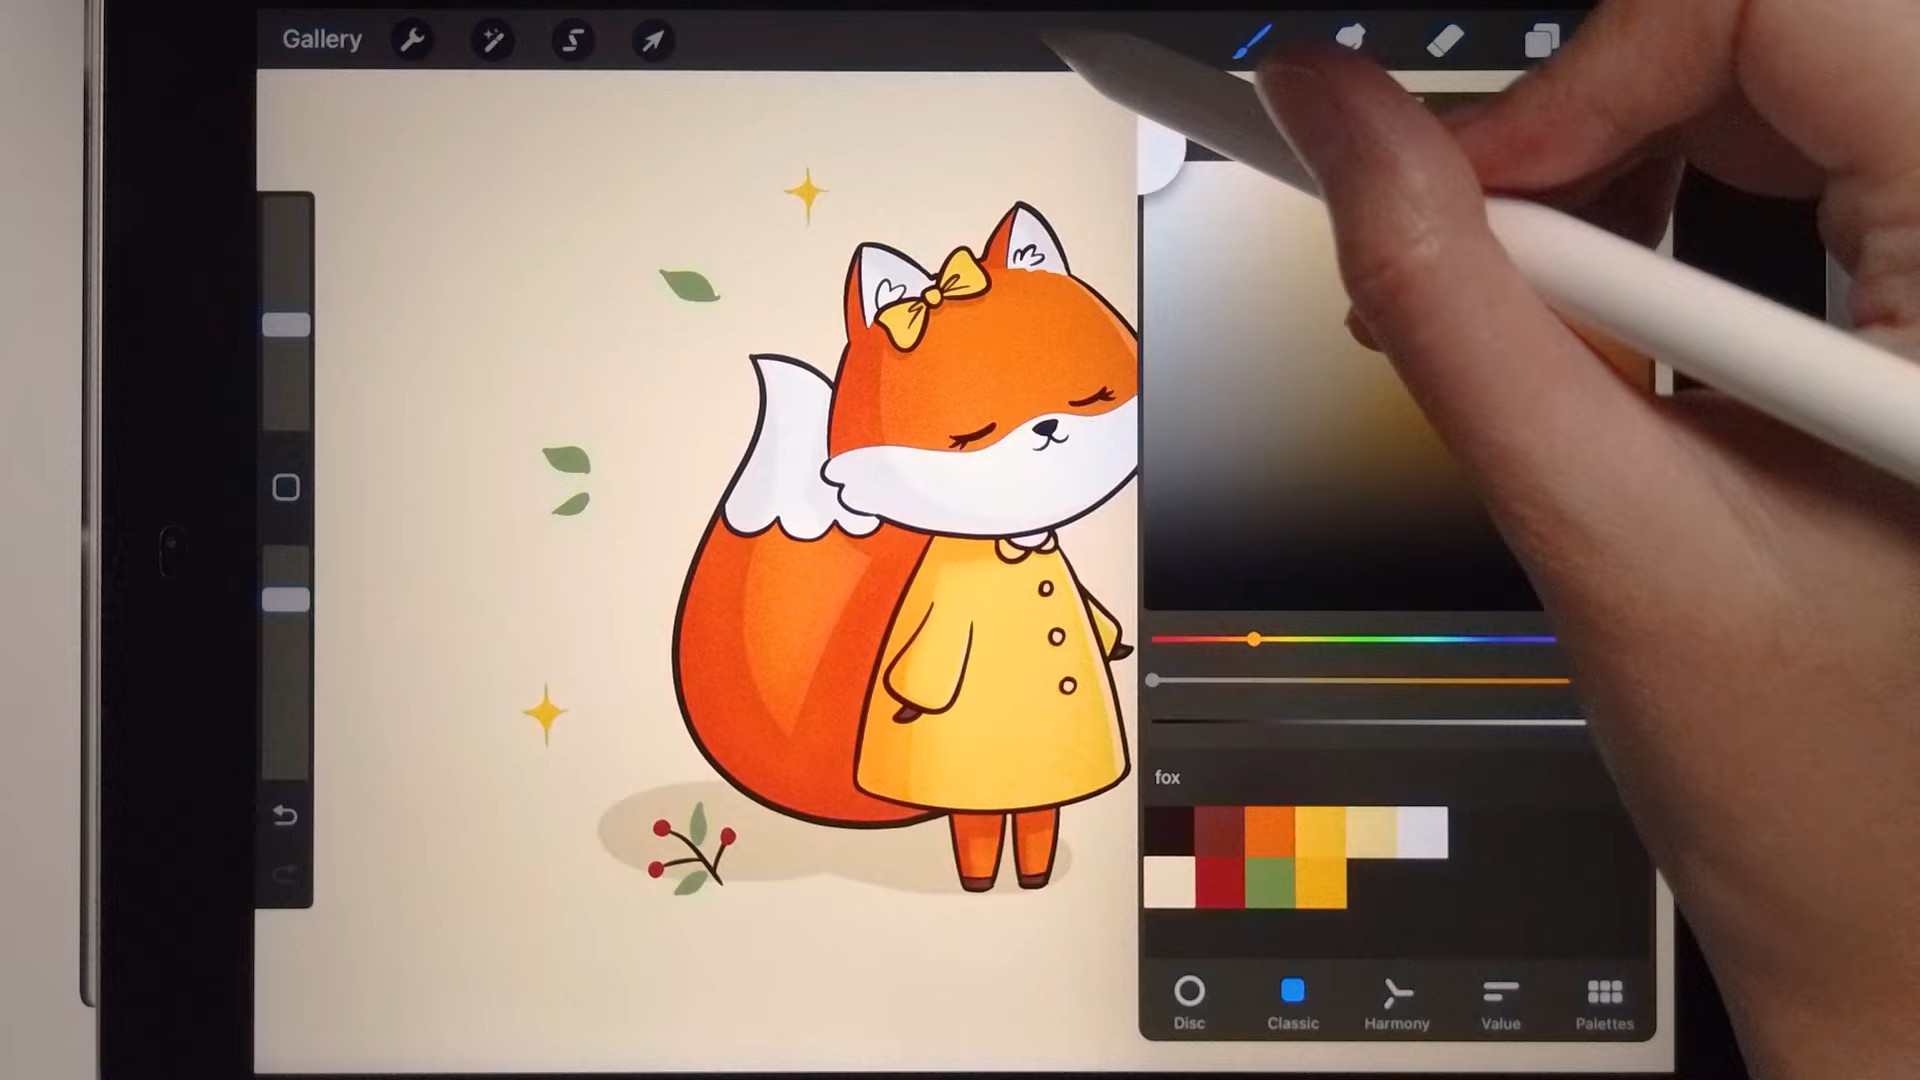 Gallery
fox
Disc
Classic
Harmony
Value
Palettes